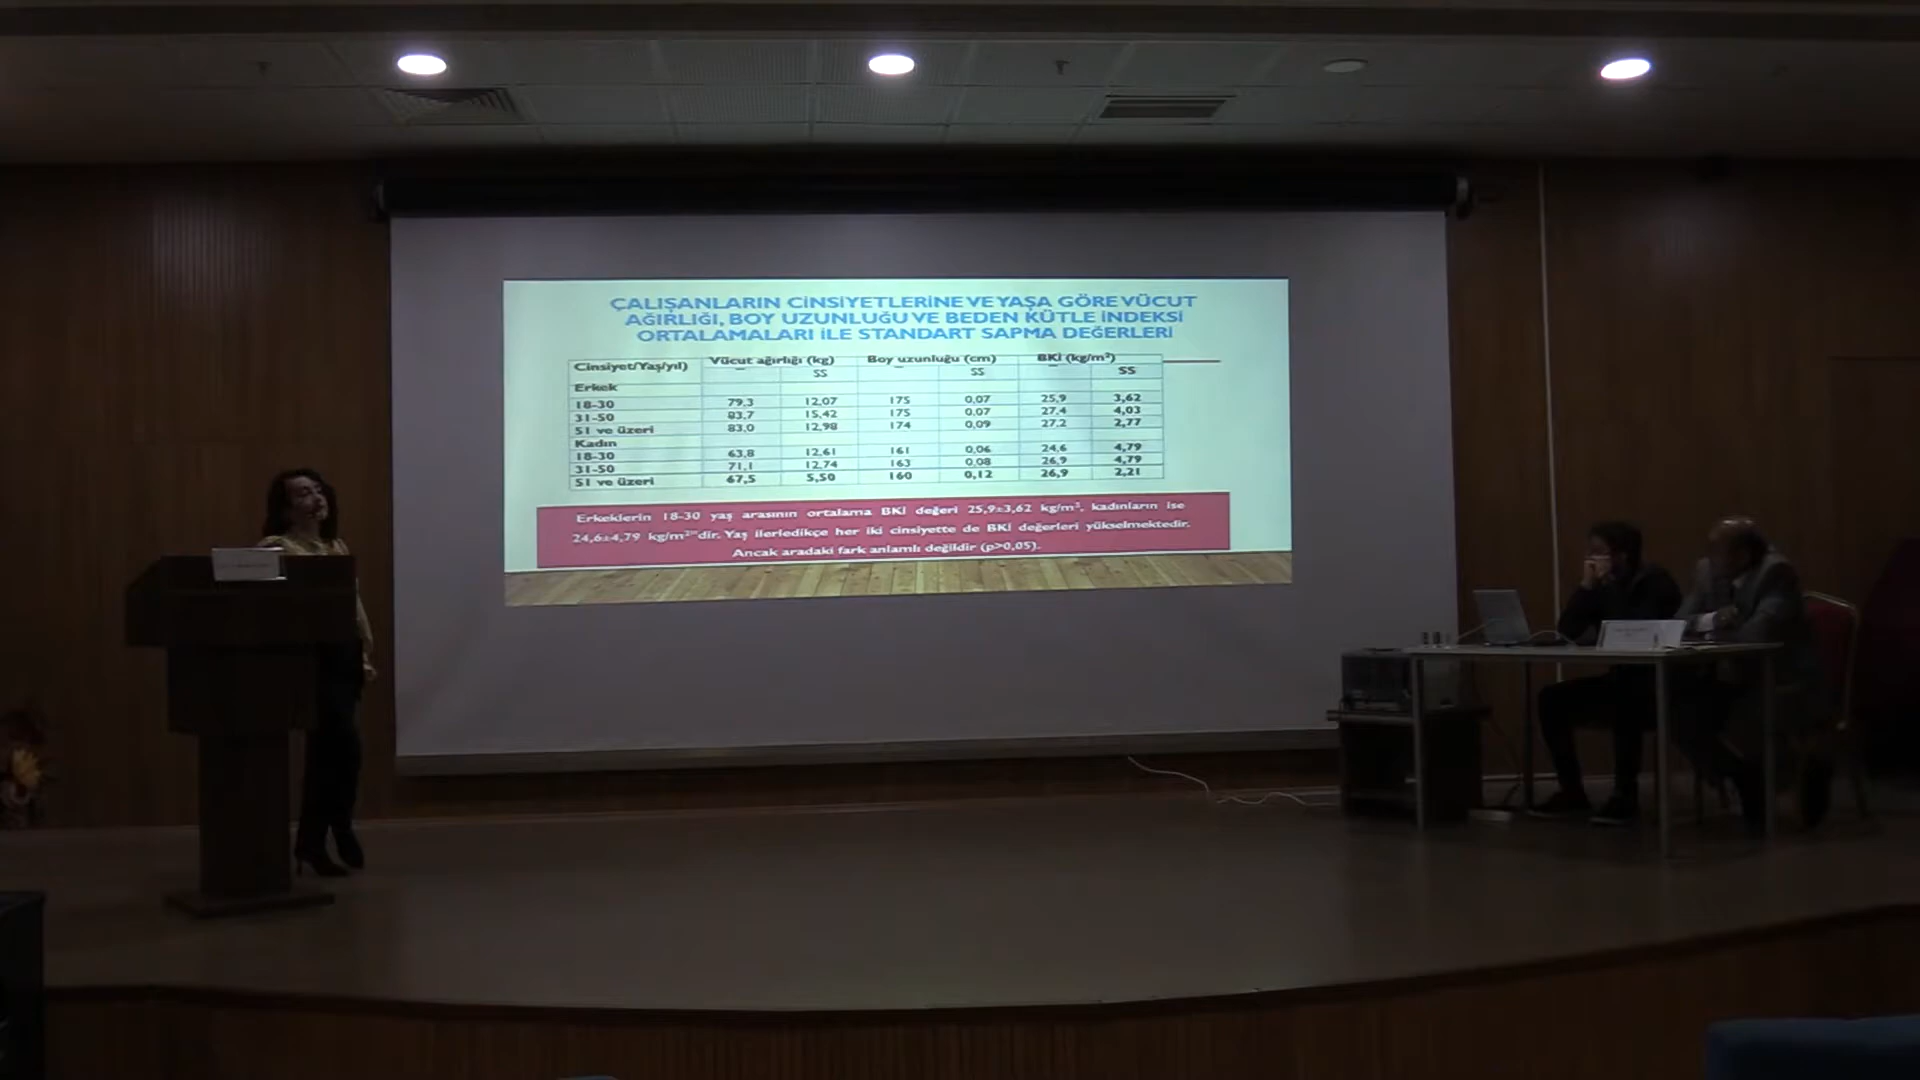 ÇALIŞANLARIN CİNSİYETLERİNE VE YAŞA GÖRE VÜCUT
AĞIRLIĞI, BOY UZUNLUĞU VE BEDEN KÜTLE İNDEKSİ
ORTALAMALARI İLE STANDART SAPMA DEĞERLERİ
Cinsiyet/Yaş/yıl) Vücut ağırlığı (kg) Boy uzunluğu (cm) BKİ (kg/m²)
SS SS SS
Erkek
18-30 79,3 12,07 175 0,07 25,9 3,62
31-50 83,7 15,42 175 0,07 27,4 4,03
51 ve üzeri 83,0 12,98 174 0,09 27,2 2,77
Kadın
18-30 63,8 12,61 161 0,06 24,6 4,79
31-50 71,1 12,74 163 0,08 26,9 4,79
51 ve üzeri 67,5 5,50 160 0,12 26,9 2,21
Erkeklerin 18-30 yaş arasının ortalama BKİ değeri 25,9±3,62 kg/m², kadınların ise
24,6±4,79 kg/m²''dir. Yaş ilerledikçe her iki cinsiyette de BKİ değerleri yükselmektedir.
Ancak aradaki fark anlamlı değildir (p>0,05).